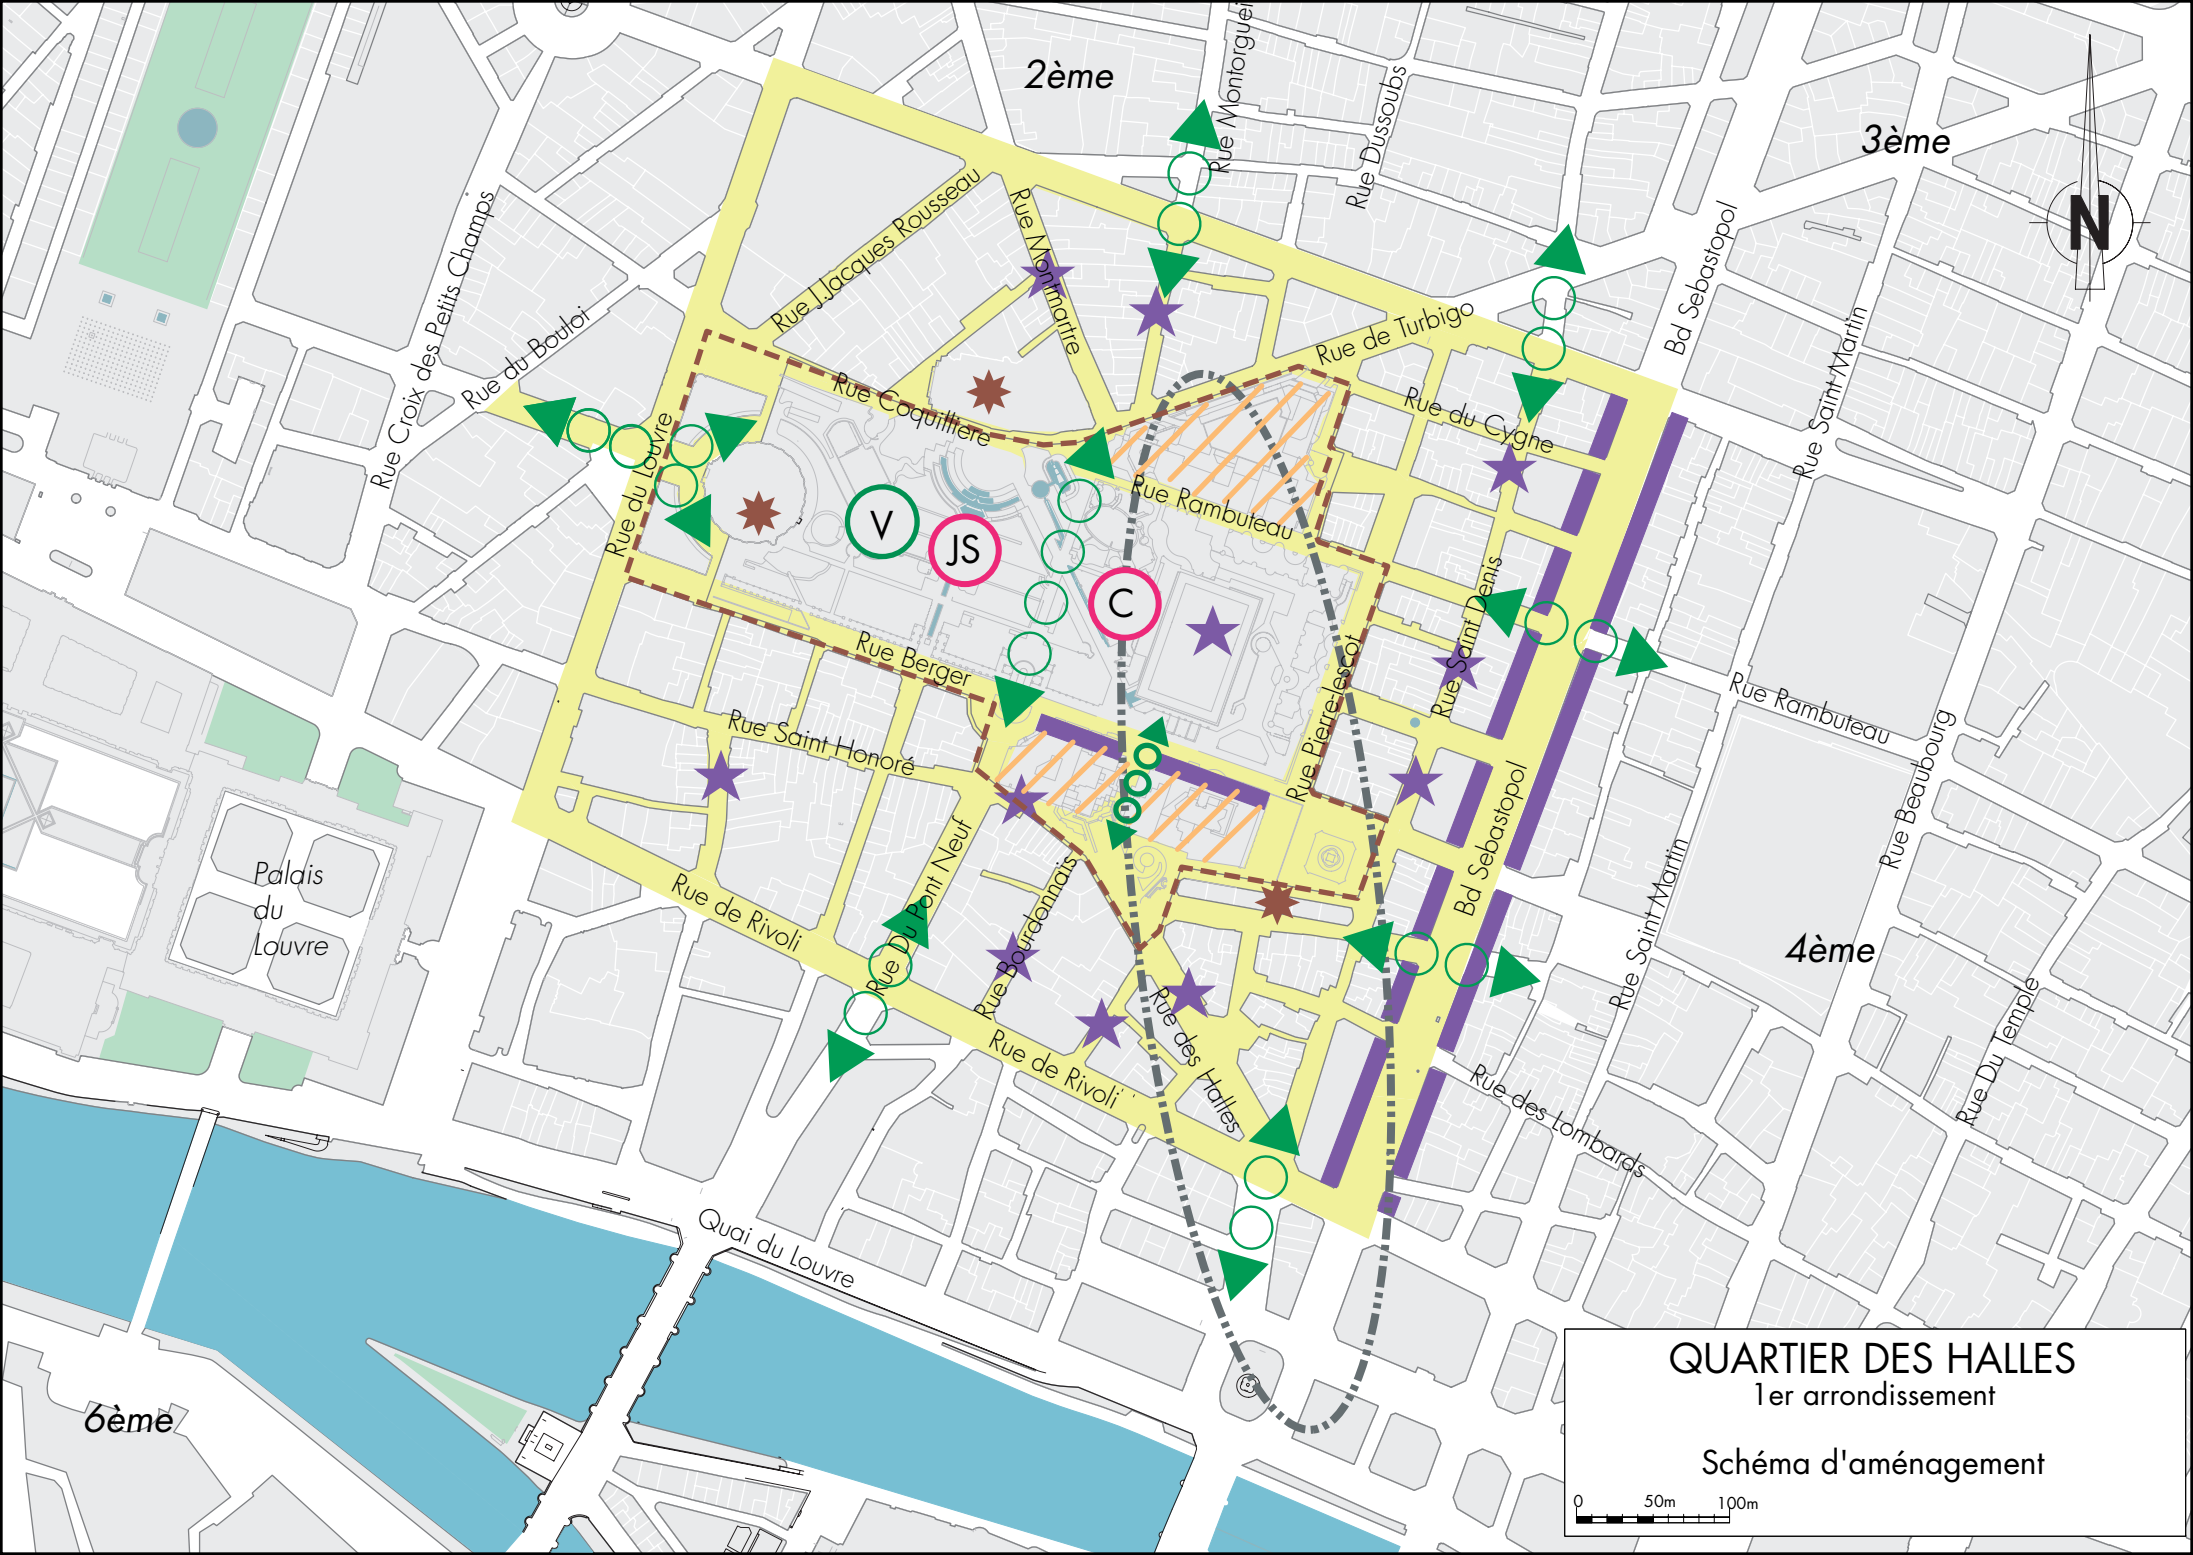 2ème
3ème
N
Rue Montorgueil
Rue Dussoubs
Bd Sebastopol
Rue Saint Martin
Rue Croix des Petits Champs
Rue du Bouloi
Rue J.Jacques Rousseau
Rue Montmartre
Rue de Turbigo
Rue du Cygne
Rue Coquillière
Rue du Louvre
Rue Rambuteau
V
JS
C
Rue Saint Denis
Rue Berger
Rue Pierre-lescot
Rue Rambuteau
Rue Beaubourg
Rue Saint Honoré
Bd Sebastopol
Palais
du
Louvre
Rue de Rivoli
Rue Du Pont Neuf
Rue Bourdonnais
Rue Saint Martin
4ème
Rue Du Temple
Rue des Halles
Rue de Rivoli
Rue des Lombards
Quai du Louvre
6ème
QUARTIER DES HALLES
1er arrondissement
Schéma d'aménagement
0 50m 100m